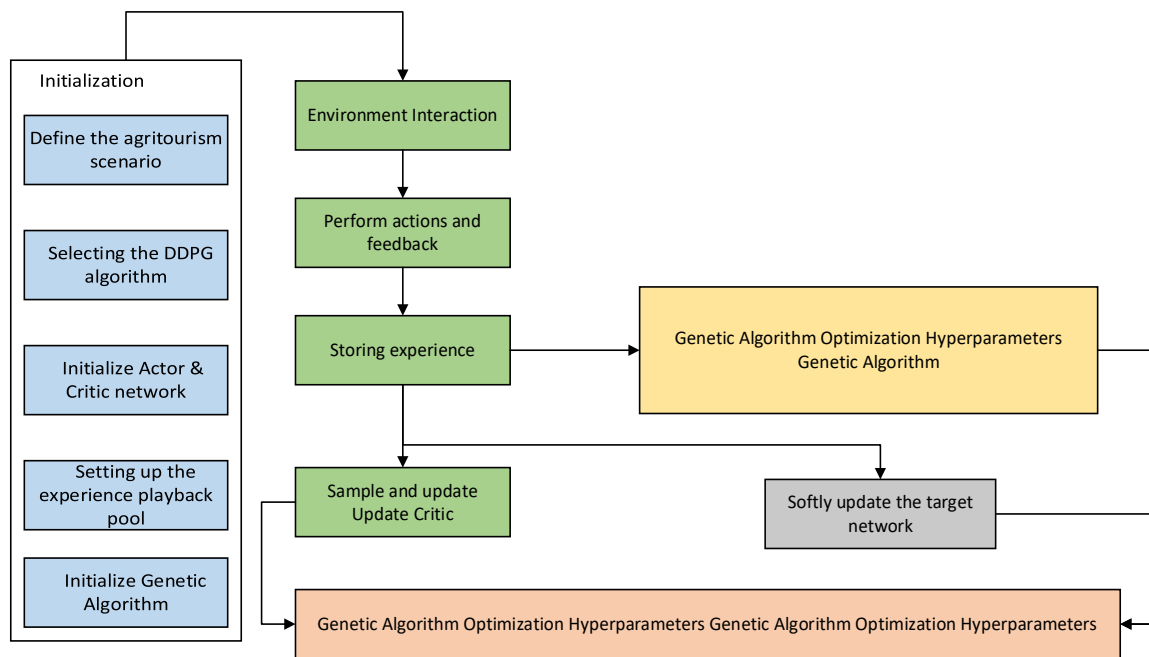 Initialization
Define the agritourism
scenario
Selecting the DDPG
algorithm
Initialize Actor &
Critic network
Setting up the
experience playback
pool
Initialize Genetic
Algorithm
Environment Interaction
Perform actions and
feedback
Storing experience
Genetic Algorithm Optimization Hyperparameters
Genetic Algorithm
Sample and update
Update Critic
Softly update the target
network
Genetic Algorithm Optimization Hyperparameters Genetic Algorithm Optimization Hyperparameters